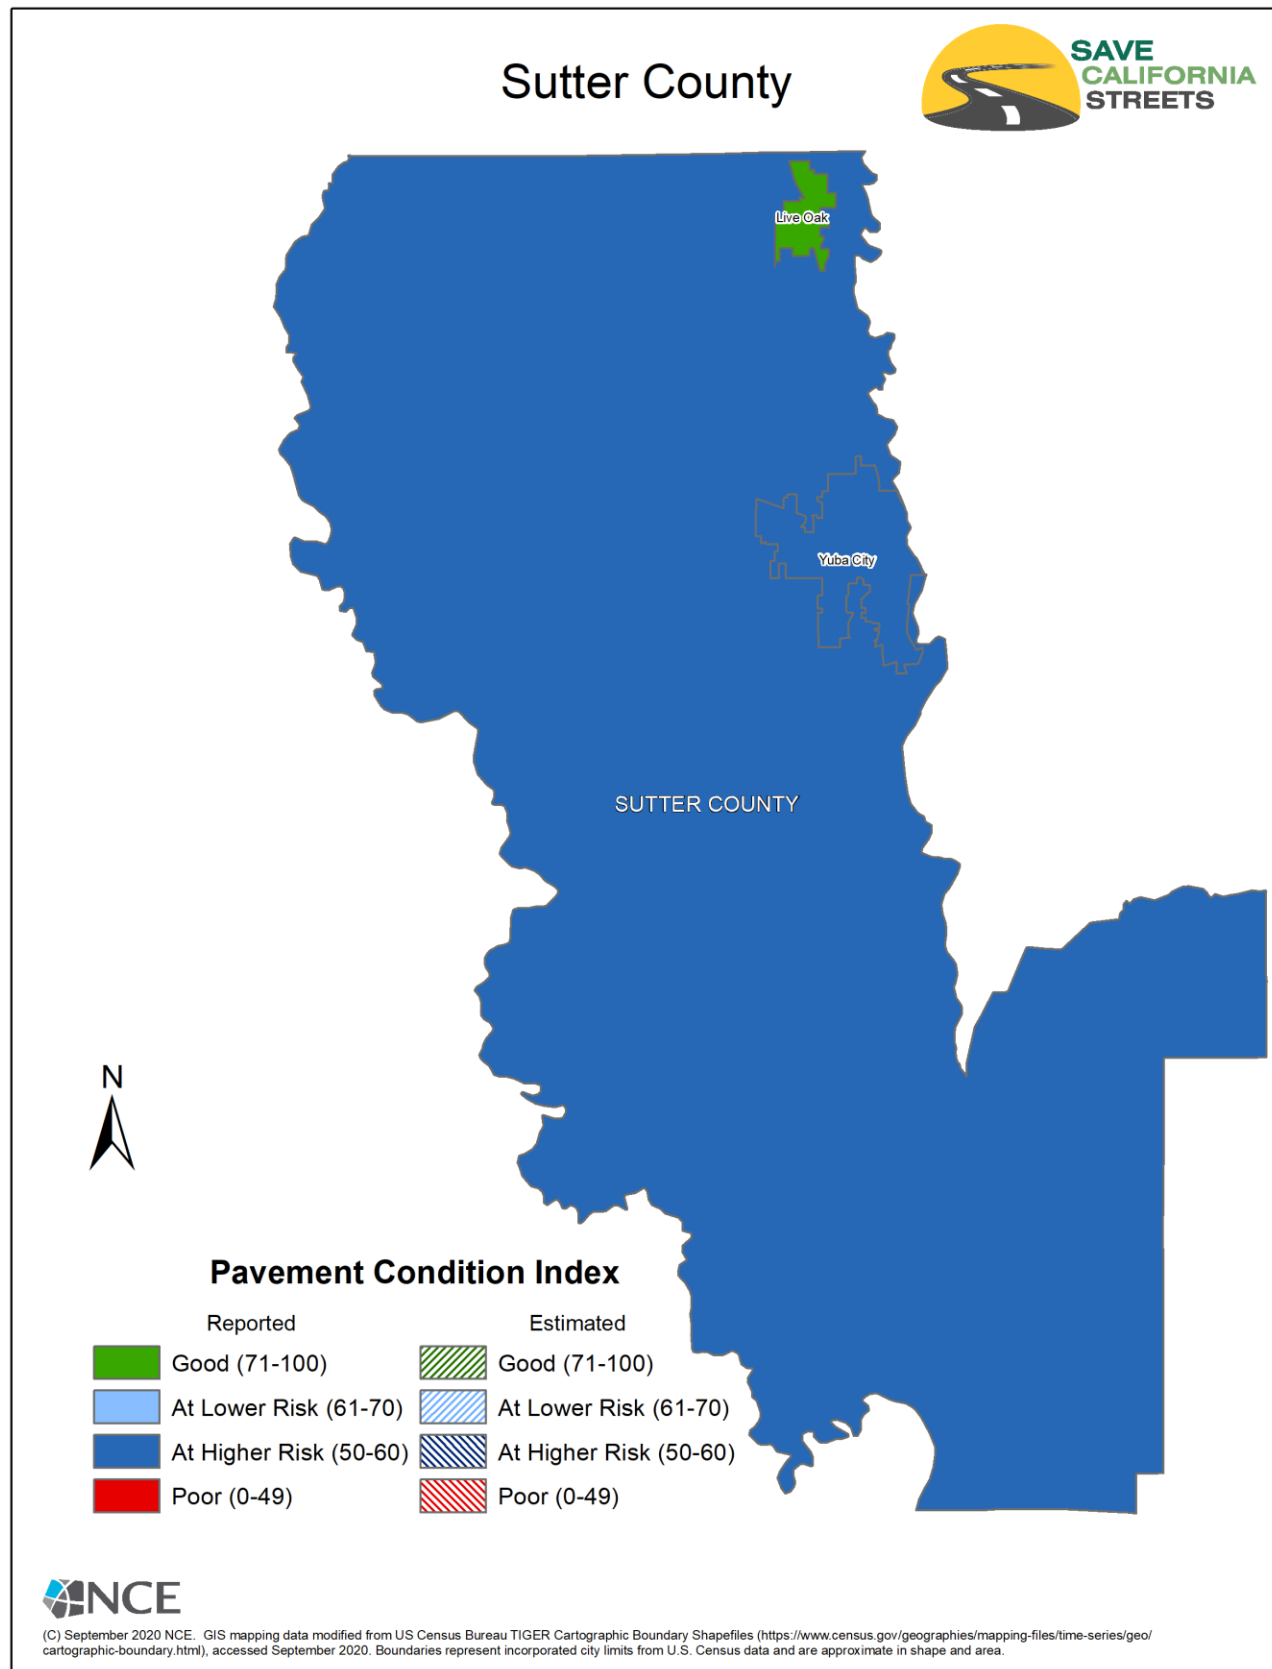 Sutter County
SAVE
CALIFORNIA
STREETS
Live Oak
Yuba City
SUTTER COUNTY
N
Pavement Condition Index
Reported
Estimated
Good (71-100)
Good (71-100)
At Lower Risk (61-70)
At Lower Risk (61-70)
At Higher Risk (50-60)
At Higher Risk (50-60)
Poor (0-49)
Poor (0-49)
NCE
(C) September 2020 NCE. GIS mapping data modified from US Census Bureau TIGER Cartographic Boundary Shapefiles (https://www.census.gov/geographies/mapping-files/time-series/geo/
cartographic-boundary.html), accessed September 2020. Boundaries represent incorporated city limits from U.S. Census data and are approximate in shape and area.